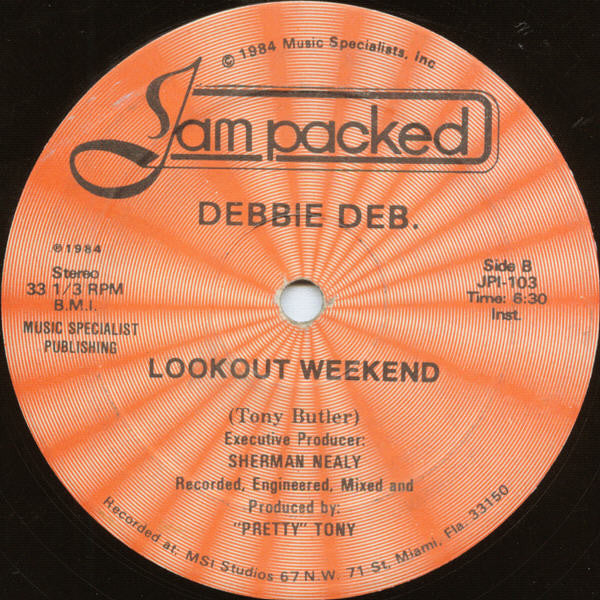 © 1984 Music Specialists, Inc
Jam packed
DEBBIE DEB.
℗1984
Stereo
33 1/3 RPM
B.M.I.
MUSIC SPECIALIST
PUBLISHING
Side B
JPI-103
Time: 6:30
Inst.
LOOKOUT WEEKEND
(Tony Butler)
Executive Producer:
SHERMAN NEALY
Recorded, Engineered, Mixed and
Produced by:
"PRETTY" TONY
Recorded at: MSI Studios 67 N.W. 71 St, Miami, Fla. 33150